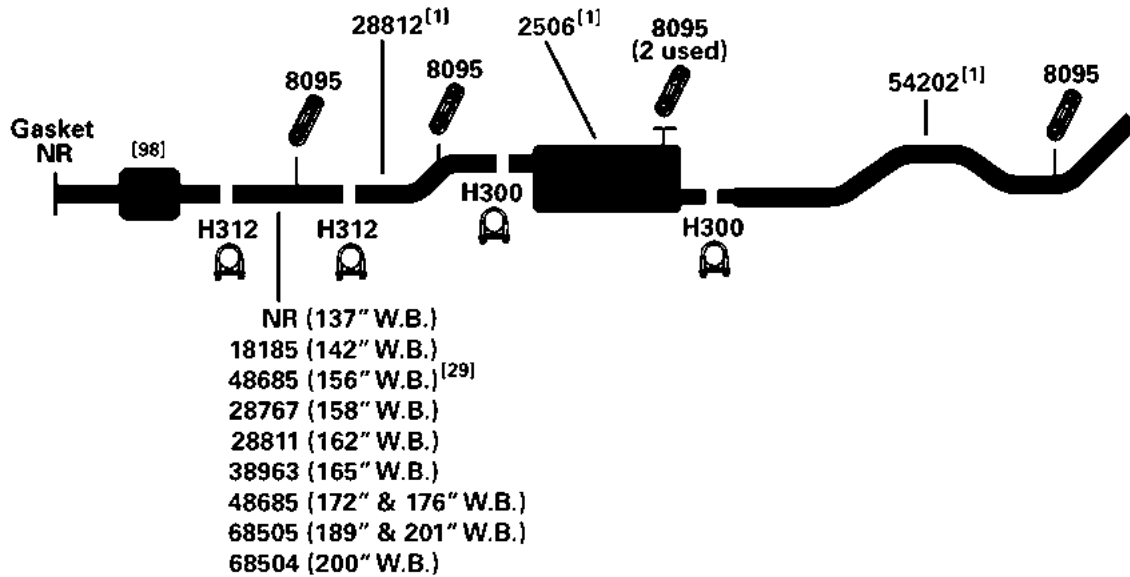 28812[1]
2506[1]
8095
(2 used)
8095
8095
54202[1]
8095
Gasket
NR
[98]
H312
H312
H300
H300
NR (137" W.B.)
18185 (142" W.B.)
48685 (156" W.B.)[29]
28767 (158" W.B.)
28811 (162" W.B.)
38963 (165" W.B.)
48685 (172" & 176" W.B.)
68505 (189" & 201" W.B.)
68504 (200" W.B.)